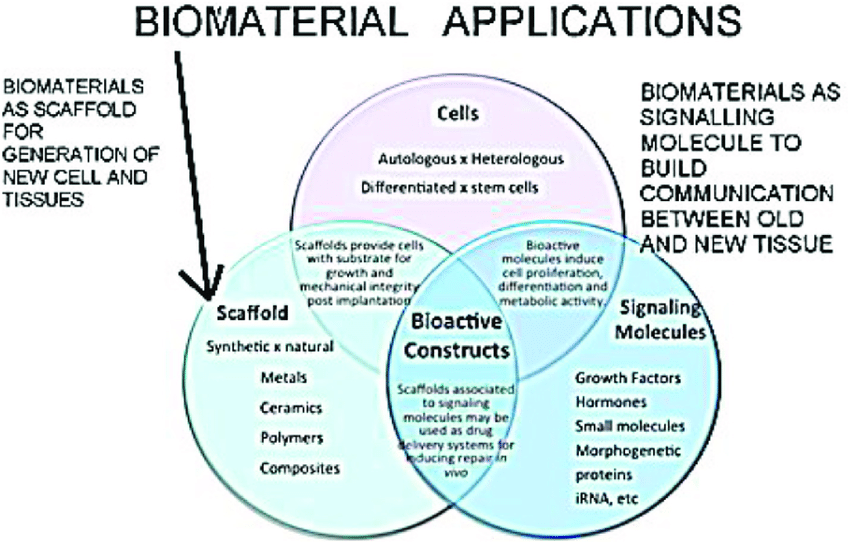 BIOMATERIAL APPLICATIONS
BIOMATERIALS
AS SCAFFOLD
FOR
GENERATION OF
NEW CELL AND
TISSUES
BIOMATERIALS AS
SIGNALLING
MOLECULE TO
BUILD
COMMUNICATION
BETWEEN OLD
AND NEW TISSUE
Cells
Autologous x Heterologous
Differentiated x stem cells
Scaffolds provide cells
with substrate for
growth and
mechanical integrity
post implantation
Bioactive
molecules induce
cell proliferation,
differentiation and
metabolic activity.
Scaffold
Synthetic x natural
Metals
Ceramics
Polymers
Composites
Bioactive
Constructs
Scaffolds associated
to signaling
molecules may be
used as drug
delivery systems for
inducing repair in
vivo
Signaling
Molecules
Growth Factors
Hormones
Small molecules
Morphogenetic
proteins
iRNA, etc